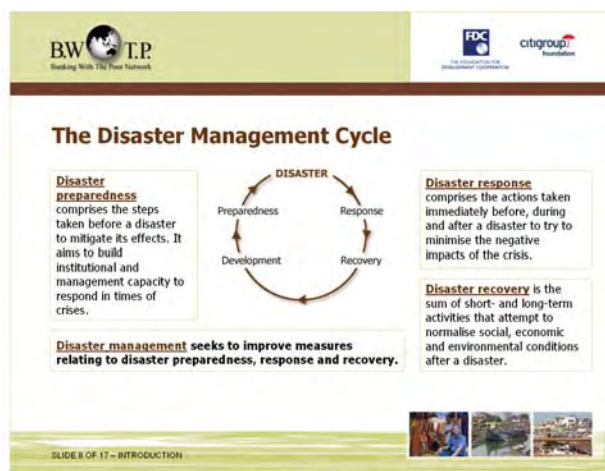 B.W T.P.
Banking With The Poor Network
FDC
THE FOUNDATION FOR
DEVELOPMENT COOPERATION
citigroup
foundation
The Disaster Management Cycle
Disaster
preparedness
comprises the steps
taken before a disaster
to mitigate its effects. It
aims to build
institutional and
management capacity to
respond in times of
crises.
DISASTER
Preparedness
Response
Development
Recovery
Disaster response
comprises the actions taken
immediately before, during
and after a disaster to try to
minimise the negative
impacts of the crisis.
Disaster recovery is the
sum of short- and long-term
activities that attempt to
normalise social, economic
and environmental conditions
after a disaster.
Disaster management seeks to improve measures
relating to disaster preparedness, response and recovery.
SLIDE 8 OF 17 – INTRODUCTION